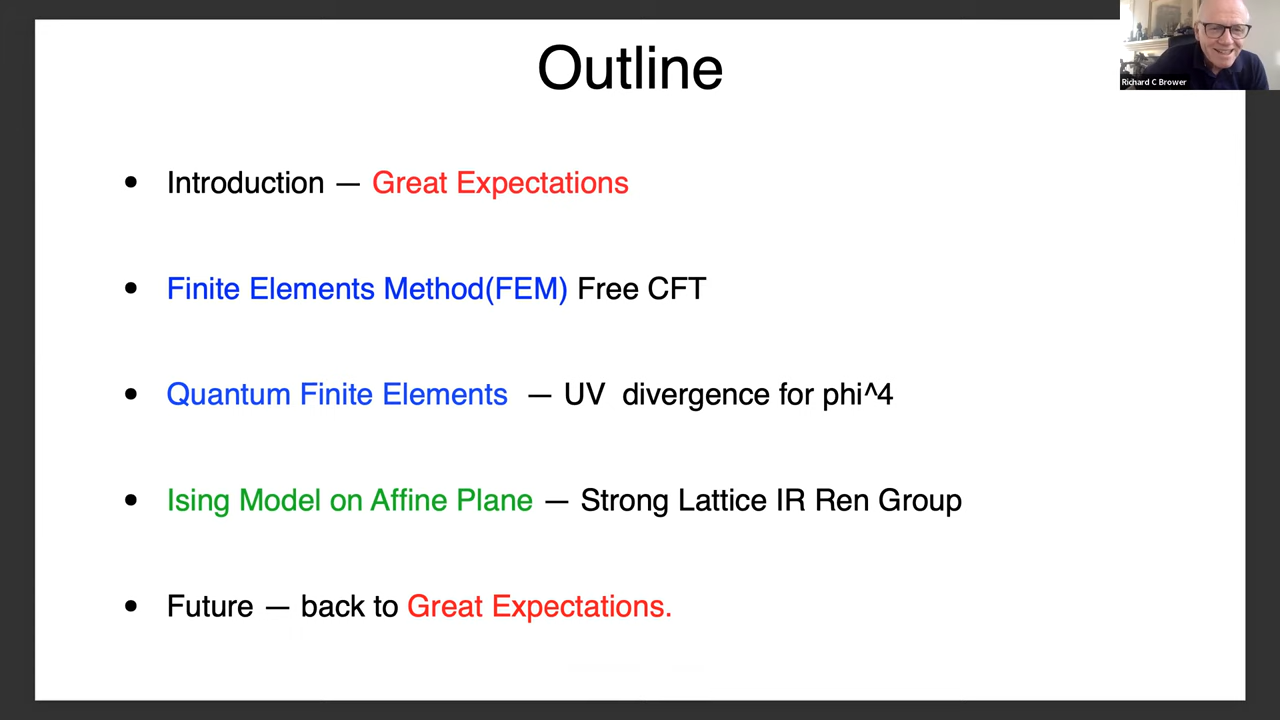 Outline
Richard C Brower
• Introduction — Great Expectations
• Finite Elements Method(FEM) Free CFT
• Quantum Finite Elements — UV divergence for phi^4
• Ising Model on Affine Plane — Strong Lattice IR Ren Group
• Future — back to Great Expectations.